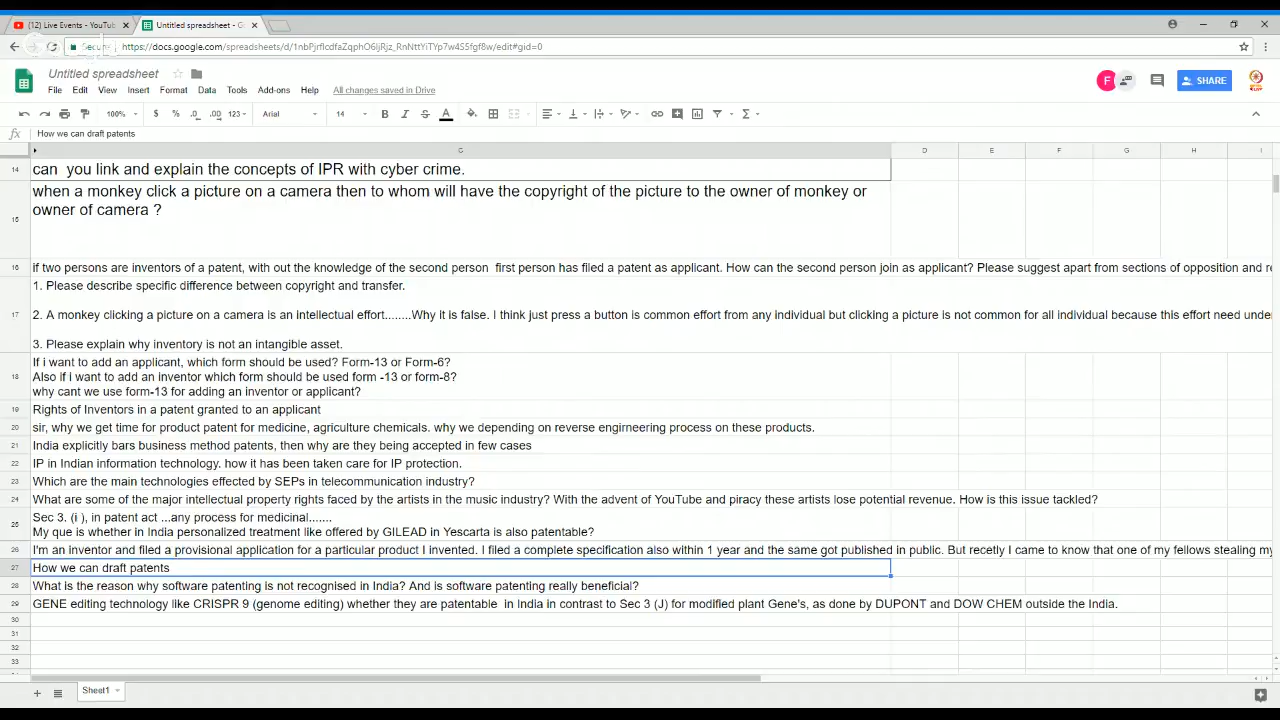 (12) Live Events - YouTub
Untitled spreadsheet - G
Secure
https://docs.google.com/spreadsheets/d/
/edit#gid=0
Untitled spreadsheet
File Edit View Insert Format Data Tools Add-ons Help All changes saved in Drive
F
SHARE
100% $ % .0 .00 123 Arial 14 B I S A
fx How we can draft patents
C D E F G H I
14 can you link and explain the concepts of IPR with cyber crime.
15 when a monkey click a picture on a camera then to whom will have the copyright of the picture to the owner of monkey or
owner of camera ?
16 if two persons are inventors of a patent, with out the knowledge of the second person first person has filed a patent as applicant. How can the second person join as applicant? Please suggest apart from sections of opposition and re
17 1. Please describe specific difference between copyright and transfer.
2. A monkey clicking a picture on a camera is an intellectual effort........Why it is false. I think just press a button is common effort from any individual but clicking a picture is not common for all individual because this effort need unde
3. Please explain why inventory is not an intangible asset.
18 If i want to add an applicant, which form should be used? Form-13 or Form-6?
Also if i want to add an inventor which form should be used form -13 or form-8?
why cant we use form-13 for adding an inventor or applicant?
19 Rights of Inventors in a patent granted to an applicant
20 sir, why we get time for product patent for medicine, agriculture chemicals. why we depending on reverse engirneering process on these products.
21 India explicitly bars business method patents, then why are they being accepted in few cases
22 IP in Indian information technology. how it has been taken care for IP protection.
23 Which are the main technologies effected by SEPs in telecommunication industry?
24 What are some of the major intellectual property rights faced by the artists in the music industry? With the advent of YouTube and piracy these artists lose potential revenue. How is this issue tackled?
25 Sec 3. (i ), in patent act ...any process for medicinal.......
My que is whether in India personalized treatment like offered by GILEAD in Yescarta is also patentable?
26 I'm an inventor and filed a provisional application for a particular product I invented. I filed a complete specification also within 1 year and the same got published in public. But recetly I came to know that one of my fellows stealing my
27 How we can draft patents
28 What is the reason why software patenting is not recognised in India? And is software patenting really beneficial?
29 GENE editing technology like CRISPR 9 (genome editing) whether they are patentable in India in contrast to Sec 3 (J) for modified plant Gene's, as done by DUPONT and DOW CHEM outside the India.
30
31
32
33
Sheet1